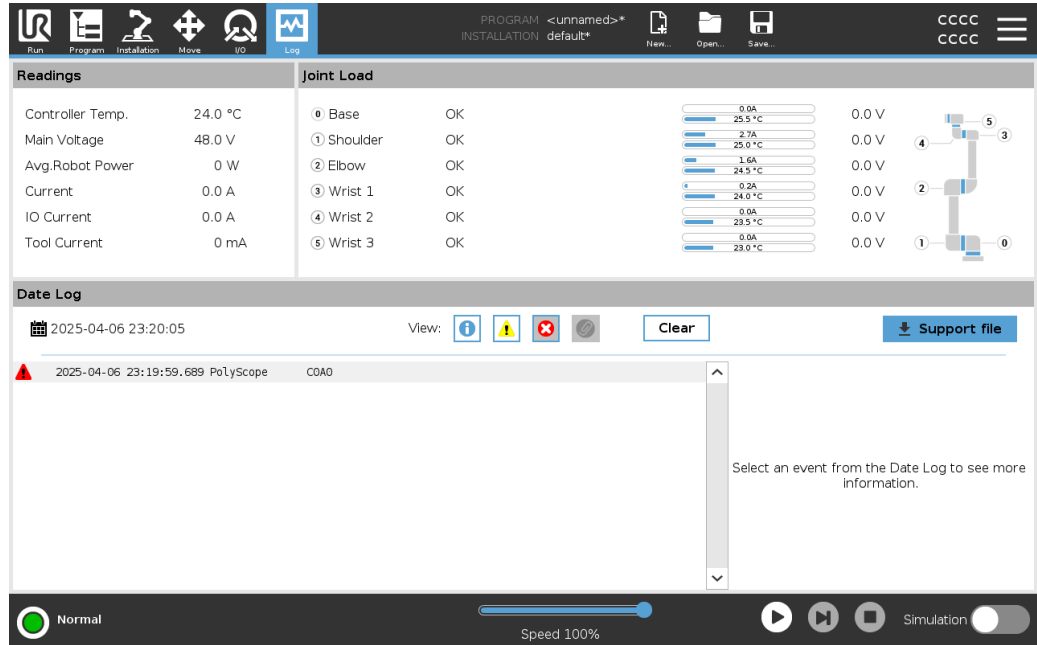 UR
PROGRAM <unnamed>*
INSTALLATION default*
cccc
cccc
Run Program Installation Move I/O Log New... Open... Save...
Readings
Controller Temp. 24.0 °C
Main Voltage 48.0 V
Avg.Robot Power 0 W
Current 0.0 A
IO Current 0.0 A
Tool Current 0 mA
Joint Load
0 Base OK 0.0A 25.5 °C 0.0 V
1 Shoulder OK 2.7A 25.0 °C 0.0 V
2 Elbow OK 1.6A 24.5 °C 0.0 V
3 Wrist 1 OK 0.2A 24.0 °C 0.0 V
4 Wrist 2 OK 0.0A 23.5 °C 0.0 V
5 Wrist 3 OK 0.0A 23.0 °C 0.0 V
5
3
4
2
1 0
Date Log
2025-04-06 23:20:05 View: Clear Support file
2025-04-06 23:19:59.689 PolyScope C0A0
Select an event from the Date Log to see more
information.
Normal
Speed 100%
Simulation